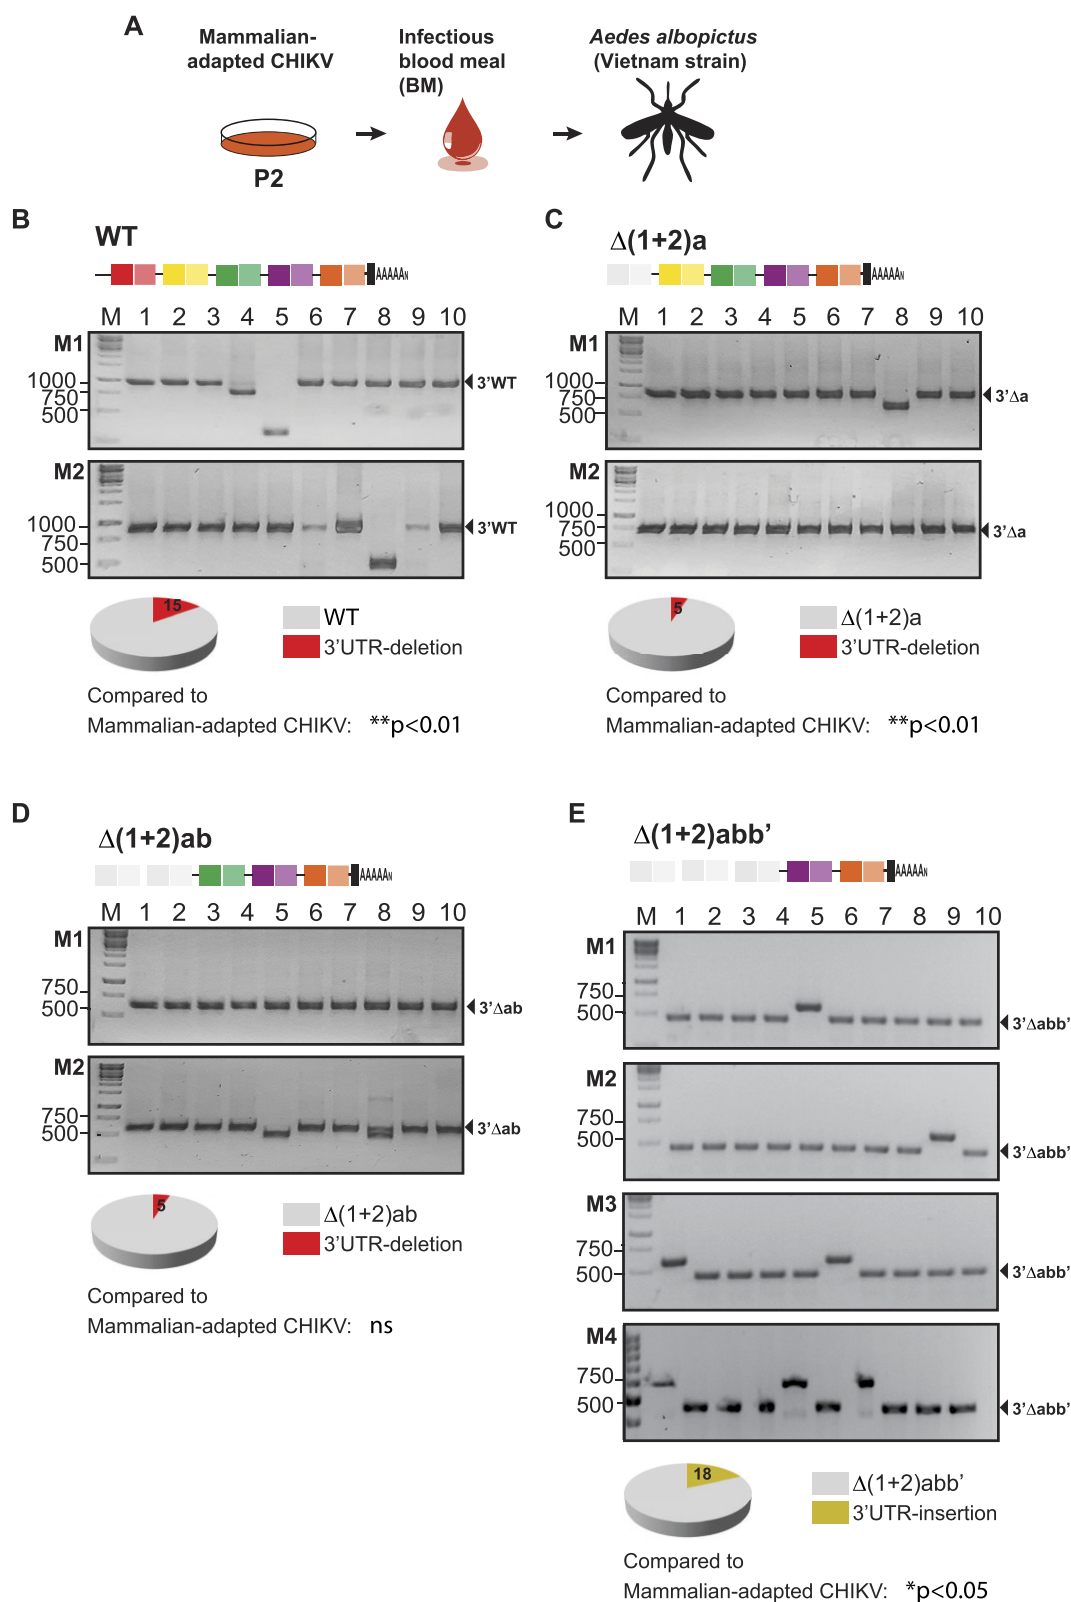 A
Mammalian-
adapted CHIKV
Infectious
blood meal
(BM)
Aedes albopictus
(Vietnam strain)
P2
B
WT
AAAAAN
M 1 2 3 4 5 6 7 8 9 10
M1
1000
750
500
3'WT
M2
1000
750
500
3'WT
15
WT
3'UTR-deletion
Compared to
Mammalian-adapted CHIKV: **p<0.01
C
Δ(1+2)a
AAAAAN
M 1 2 3 4 5 6 7 8 9 10
M1
1000
750
500
3'Δa
M2
1000
750
500
3'Δa
5
Δ(1+2)a
3'UTR-deletion
Compared to
Mammalian-adapted CHIKV: **p<0.01
D
Δ(1+2)ab
AAAAAN
M 1 2 3 4 5 6 7 8 9 10
M1
750
500
3'Δab
M2
750
500
3'Δab
5
Δ(1+2)ab
3'UTR-deletion
Compared to
Mammalian-adapted CHIKV: ns
E
Δ(1+2)abb'
AAAAAN
M 1 2 3 4 5 6 7 8 9 10
M1
750
500
3'Δabb'
M2
750
500
3'Δabb'
M3
750
500
3'Δabb'
M4
750
500
3'Δabb'
18
Δ(1+2)abb'
3'UTR-insertion
Compared to
Mammalian-adapted CHIKV: *p<0.05